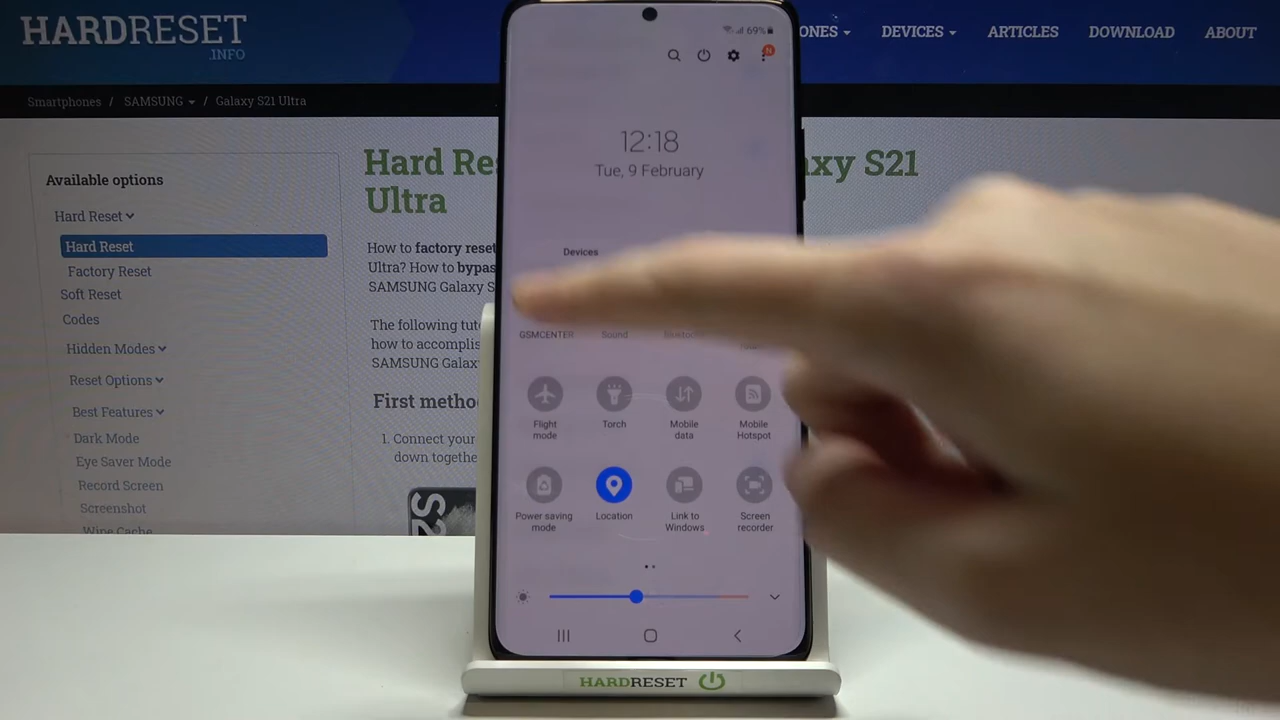 HARDRESET
.INFO
ONES
DEVICES
ARTICLES
DOWNLOAD
ABOUT
Smartphones / SAMSUNG / Galaxy S21 Ultra
Available options
Hard Reset
Hard Reset
Factory Reset
Soft Reset
Codes
Hidden Modes
Reset Options
Best Features
Dark Mode
Eye Saver Mode
Record Screen
Screenshot
Wipe Cache
Hard Res
axy S21
Ultra
How to factory reset
Ultra? How to bypas
SAMSUNG Galaxy S
The following tut
how to accomplis
SAMSUNG Galax
First metho
1. Connect your
down togethe
69%
N
12:18
Tue, 9 February
Devices
GSMCENTER
Sound
Bluetoo
Flight
mode
Torch
Mobile
data
Mobile
Hotspot
Power saving
mode
Location
Link to
Windows
Screen
recorder
HARDRESET